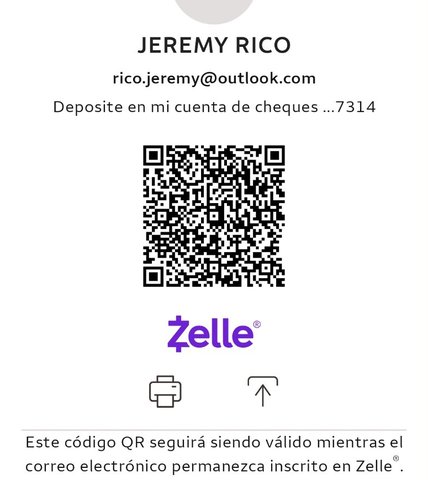 JEREMY RICO
rico.jeremy@outlook.com
Deposite en mi cuenta de cheques ...7314
Zelle®
Este código QR seguirá siendo válido mientras el
correo electrónico permanezca inscrito en Zelle®.